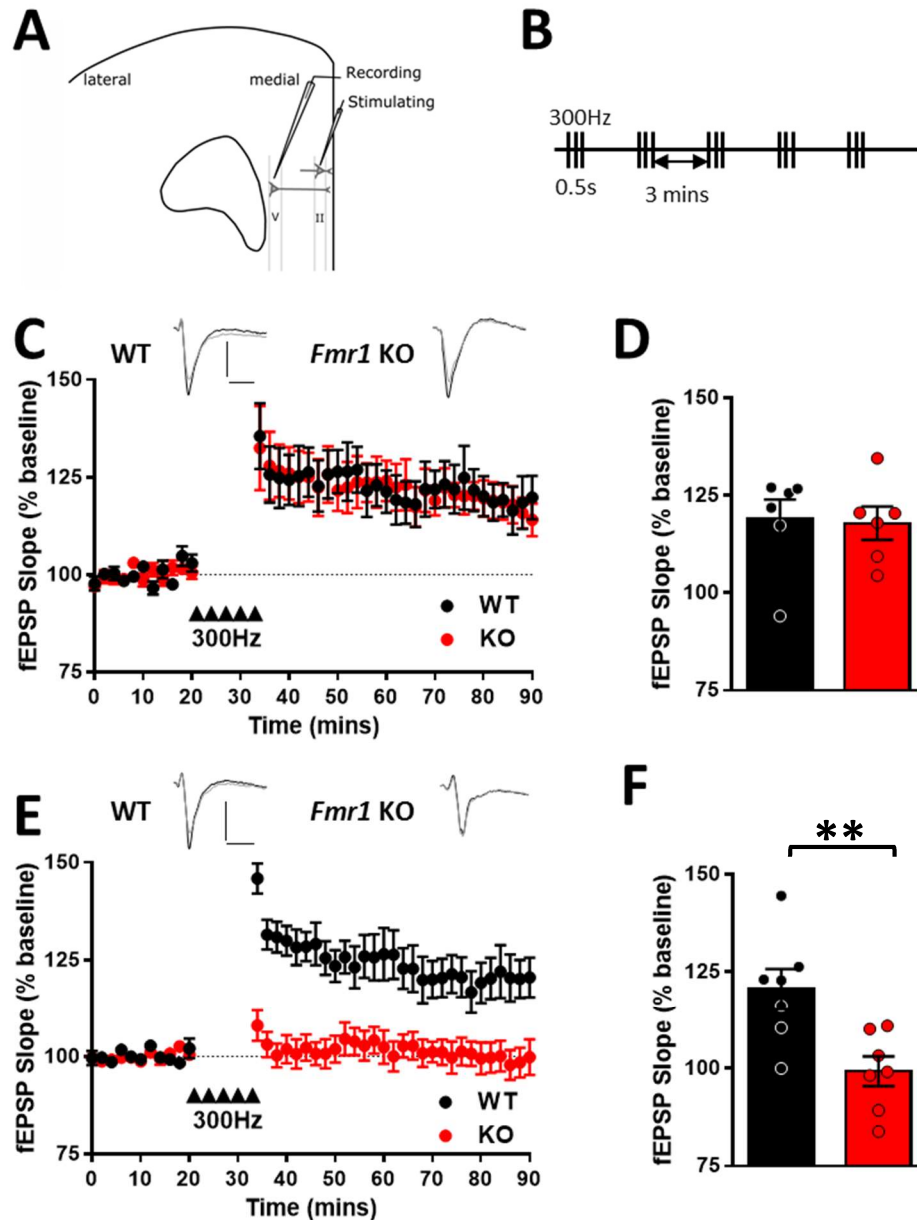 A
lateral
medial
Recording
Stimulating
V
II
B
300Hz
0.5s
3 mins
C
WT
Fmr1 KO
fEPSP Slope (% baseline)
150
125
100
75
300Hz
WT
KO
0 10 20 30 40 50 60 70 80 90
Time (mins)
D
fEPSP Slope (% baseline)
150
125
100
75
E
WT
Fmr1 KO
fEPSP Slope (% baseline)
150
125
100
75
300Hz
WT
KO
0 10 20 30 40 50 60 70 80 90
Time (mins)
F
**
fEPSP Slope (% baseline)
150
125
100
75